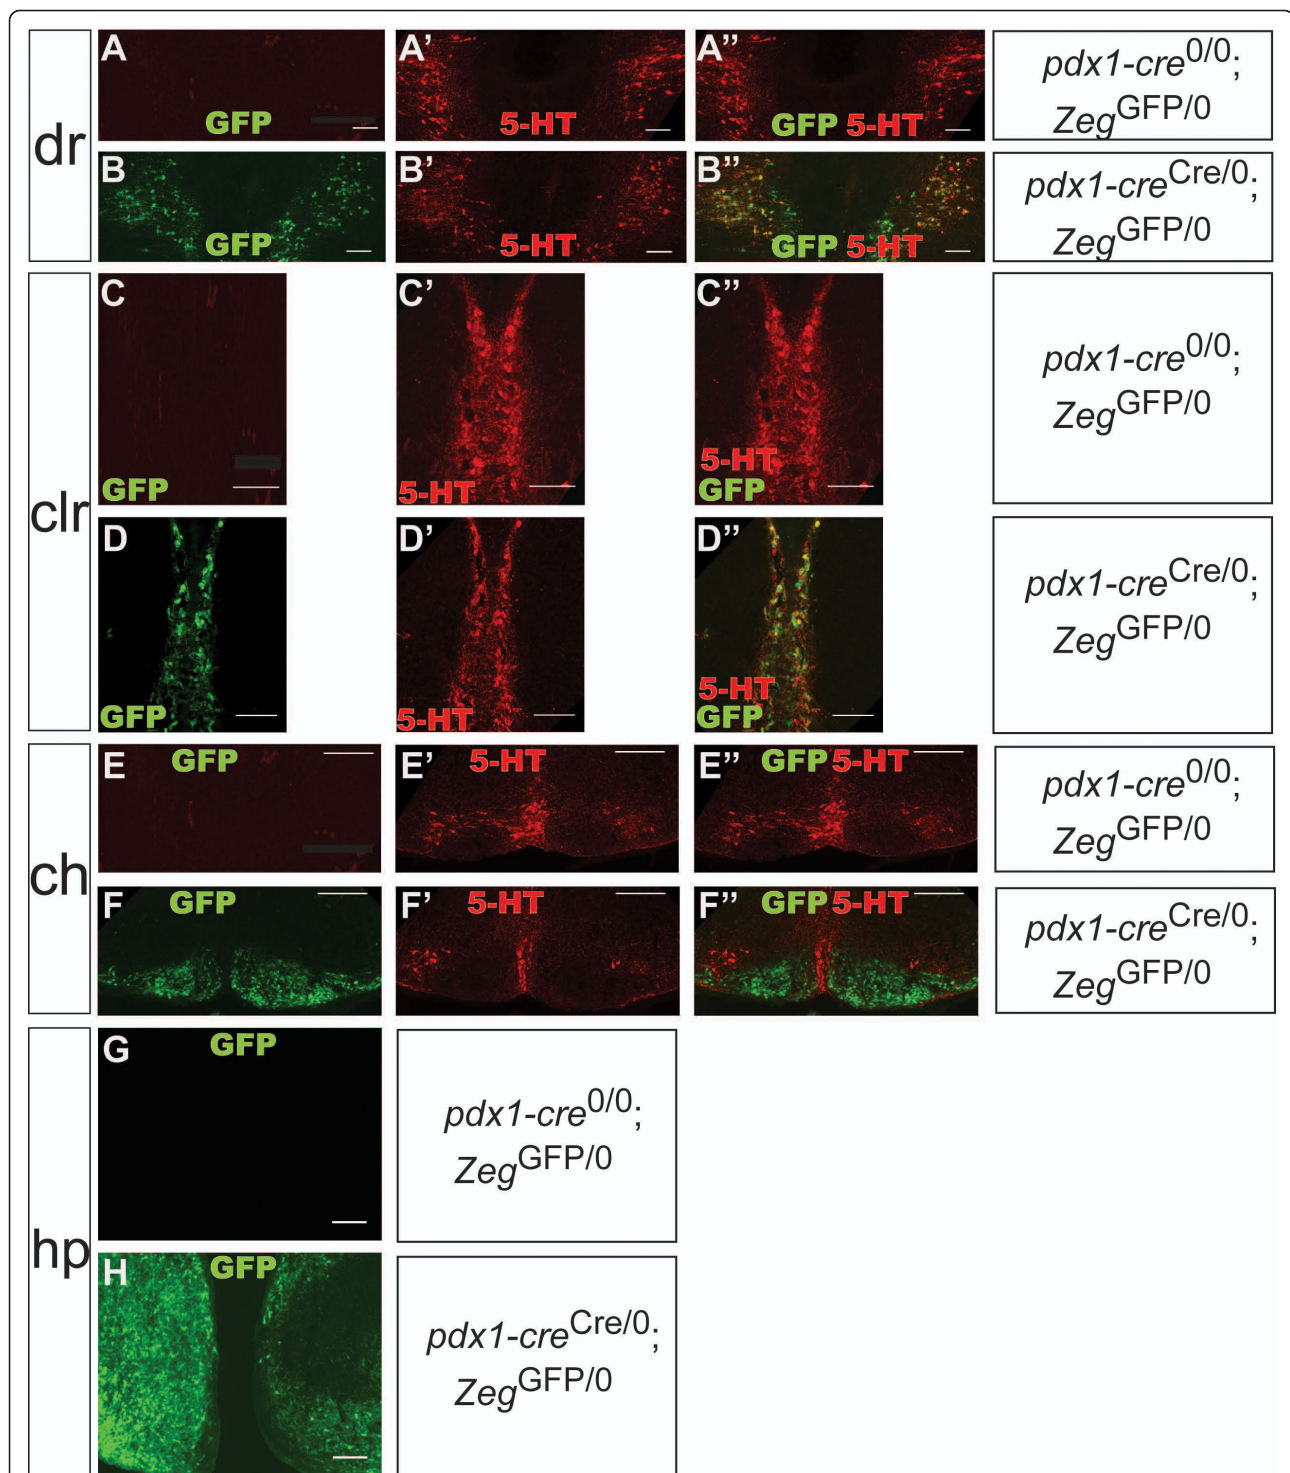 dr
A
GFP
A’
5-HT
A’’
GFP 5-HT
pdx1-cre0/0;
ZegGFP/0
B
GFP
B’
5-HT
B’’
GFP 5-HT
pdx1-creCre/0;
ZegGFP/0
clr
C
GFP
C’
5-HT
C’’
5-HT
GFP
pdx1-cre0/0;
ZegGFP/0
D
GFP
D’
5-HT
D’’
5-HT
GFP
pdx1-creCre/0;
ZegGFP/0
ch
E
GFP
E’
5-HT
E’’
GFP 5-HT
pdx1-cre0/0;
ZegGFP/0
F
GFP
F’
5-HT
F’’
GFP 5-HT
pdx1-creCre/0;
ZegGFP/0
hp
G
GFP
pdx1-cre0/0;
ZegGFP/0
H
GFP
pdx1-creCre/0;
ZegGFP/0